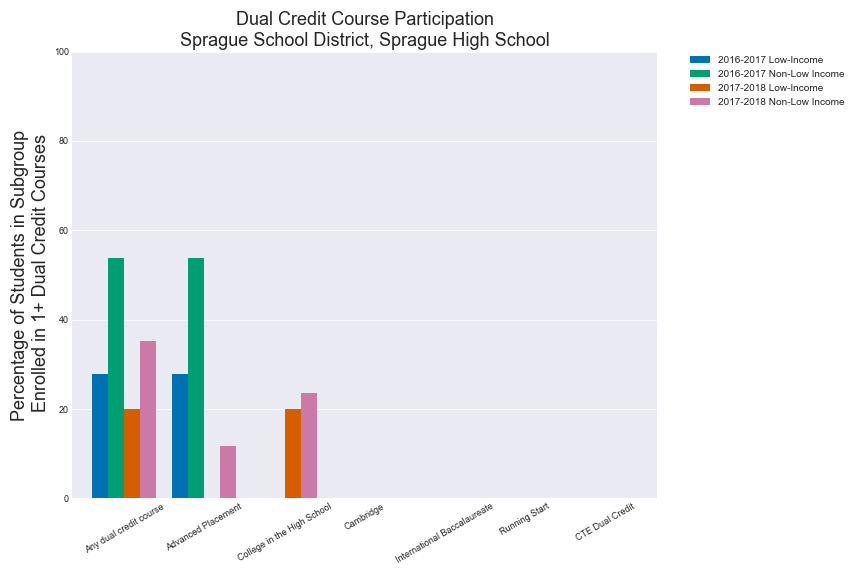 Dual Credit Course Participation
Sprague School District, Sprague High School
2016-2017 Low-Income
2016-2017 Non-Low Income
2017-2018 Low-Income
2017-2018 Non-Low Income
Percentage of Students in Subgroup
Enrolled in 1+ Dual Credit Courses
100
80
60
40
20
0
Any dual credit course
Advanced Placement
College in the High School
Cambridge
International Baccalaureate
Running Start
CTE Dual Credit